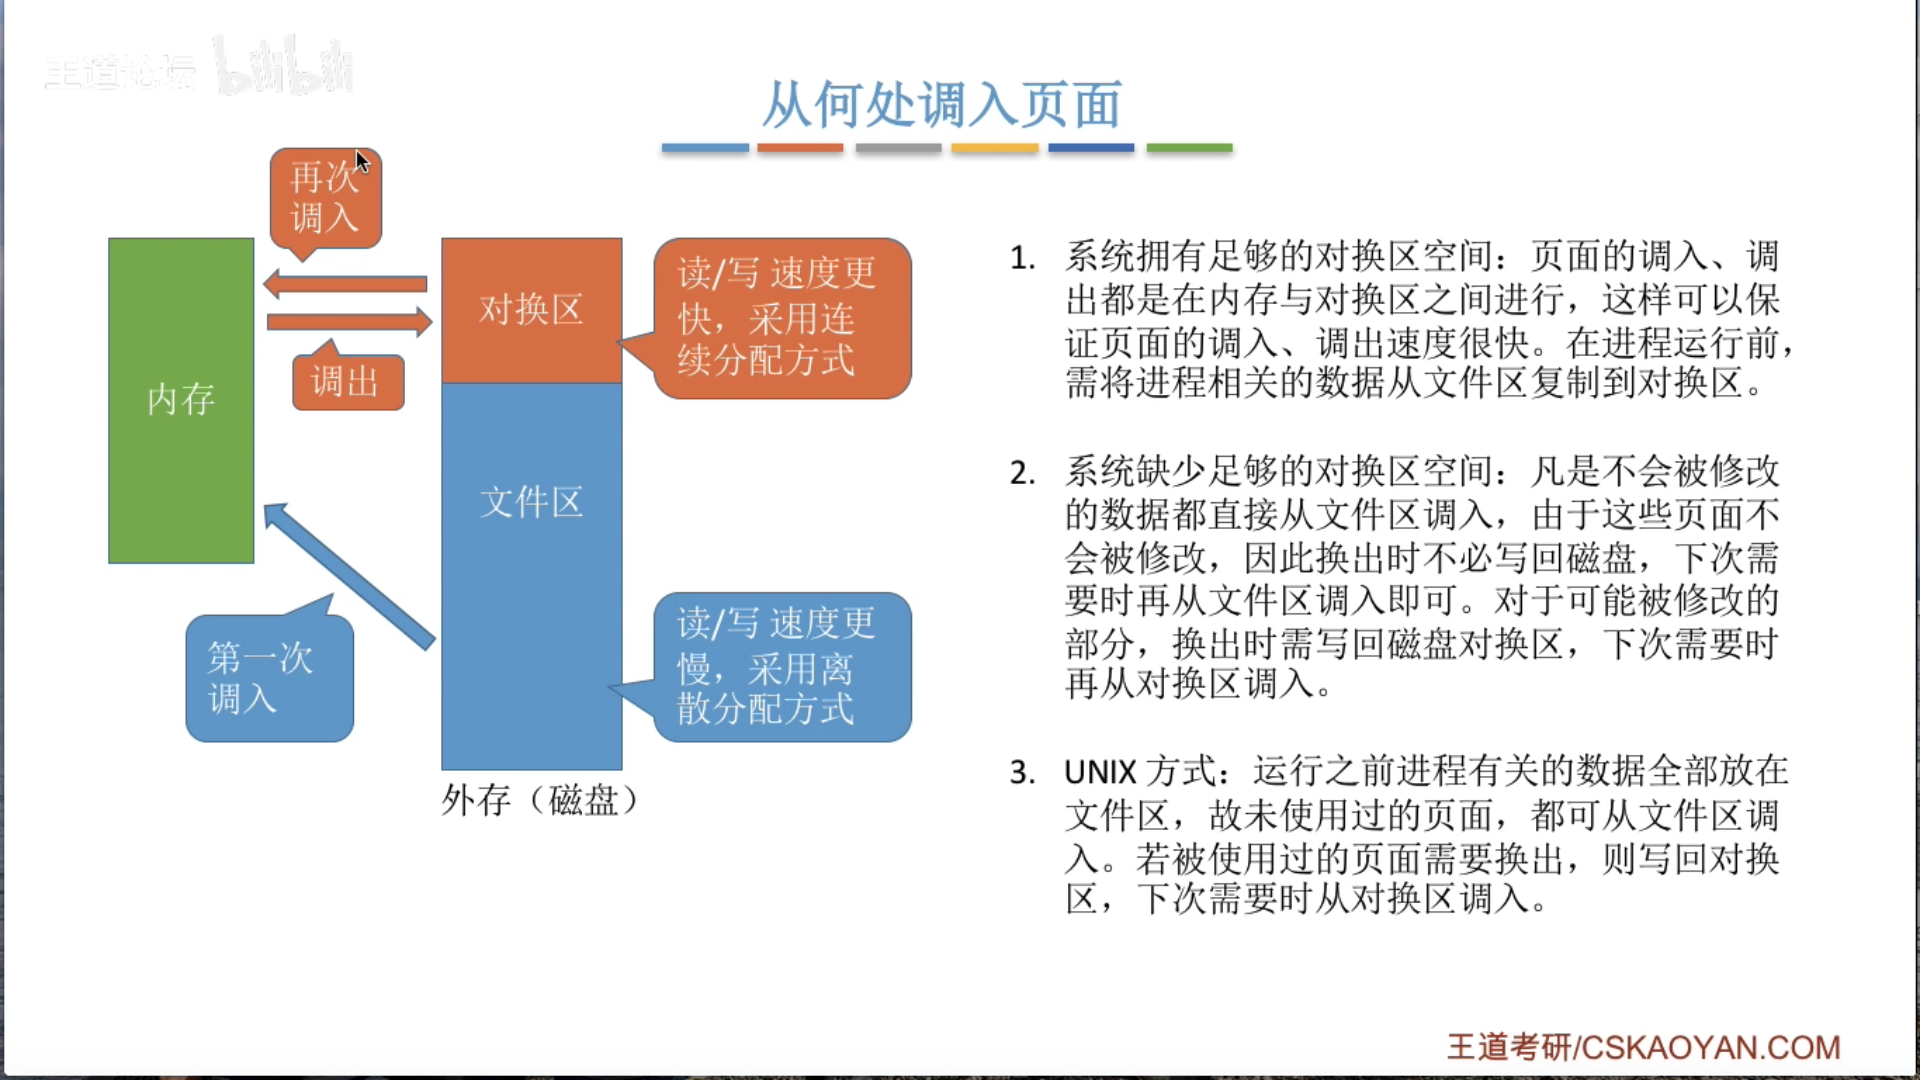 王道论坛 bilibili
从何处调入页面
再次
调入
内存
调出
对换区
读/写 速度更
快，采用连
续分配方式
文件区
第一次
调入
读/写 速度更
慢，采用离
散分配方式
外存（磁盘）
1. 系统拥有足够的对换区空间：页面的调入、调
出都是在内存与对换区之间进行，这样可以保
证页面的调入、调出速度很快。在进程运行前，
需将进程相关的数据从文件区复制到对换区。
2. 系统缺少足够的对换区空间：凡是不会被修改
的数据都直接从文件区调入，由于这些页面不
会被修改，因此换出时不必写回磁盘，下次需
要时再从文件区调入即可。对于可能被修改的
部分，换出时需写回磁盘对换区，下次需要时
再从对换区调入。
3. UNIX 方式：运行之前进程有关的数据全部放在
文件区，故未使用过的页面，都可从文件区调
入。若被使用过的页面需要换出，则写回对换
区，下次需要时从对换区调入。
王道考研/CSKAOYAN.COM